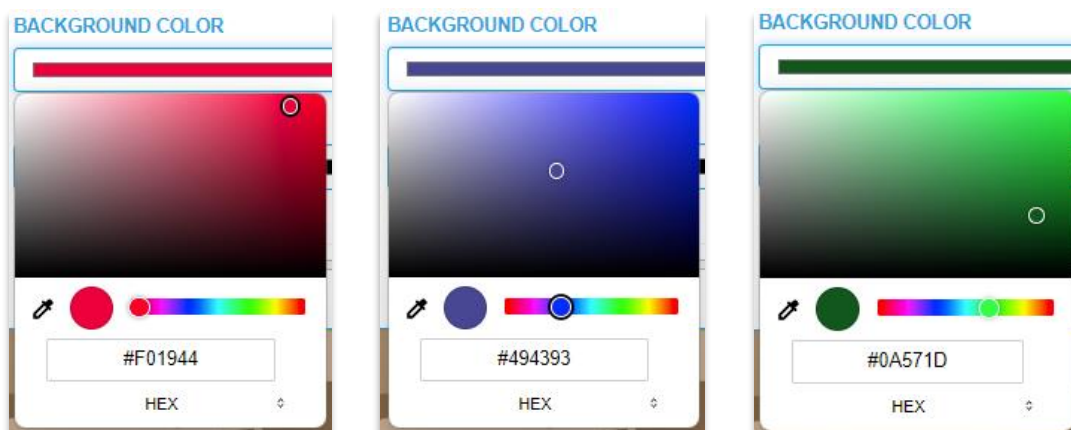 BACKGROUND COLOR
#F01944
HEX
BACKGROUND COLOR
#494393
HEX
BACKGROUND COLOR
#0A571D
HEX